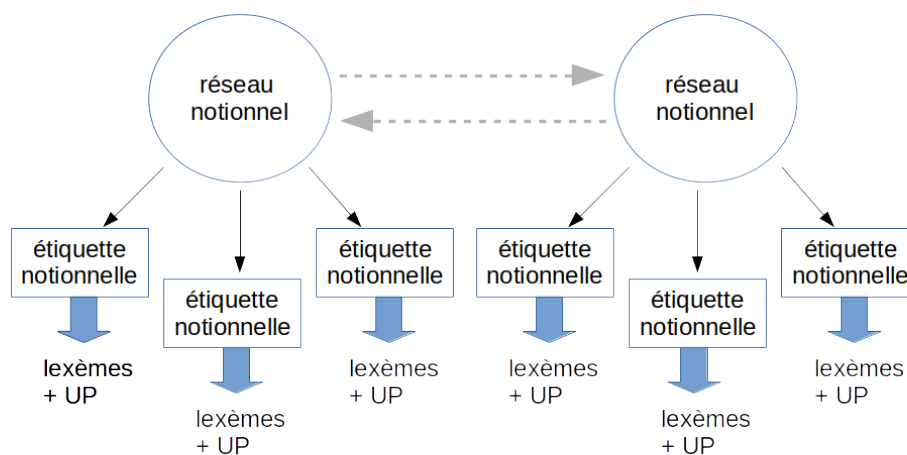 réseau
notionnel
réseau
notionnel
étiquette
notionnelle
étiquette
notionnelle
étiquette
notionnelle
étiquette
notionnelle
étiquette
notionnelle
étiquette
notionnelle
lexèmes
+ UP
lexèmes
+ UP
lexèmes
+ UP
lexèmes
+ UP
lexèmes
+ UP
lexèmes
+ UP